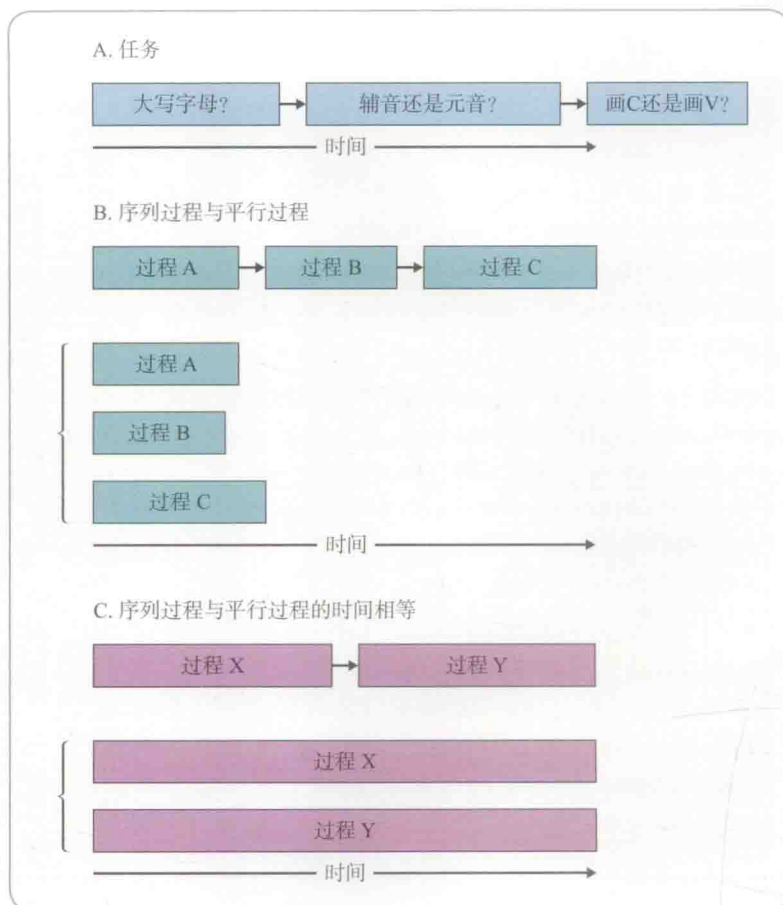 A. 任务
大写字母? 辅音还是元音? 画C还是画V?
时间
B. 序列过程与平行过程
过程 A 过程 B 过程 C
过程 A
过程 B
过程 C
时间
C. 序列过程与平行过程的时间相等
过程 X 过程 Y
过程 X
过程 Y
时间